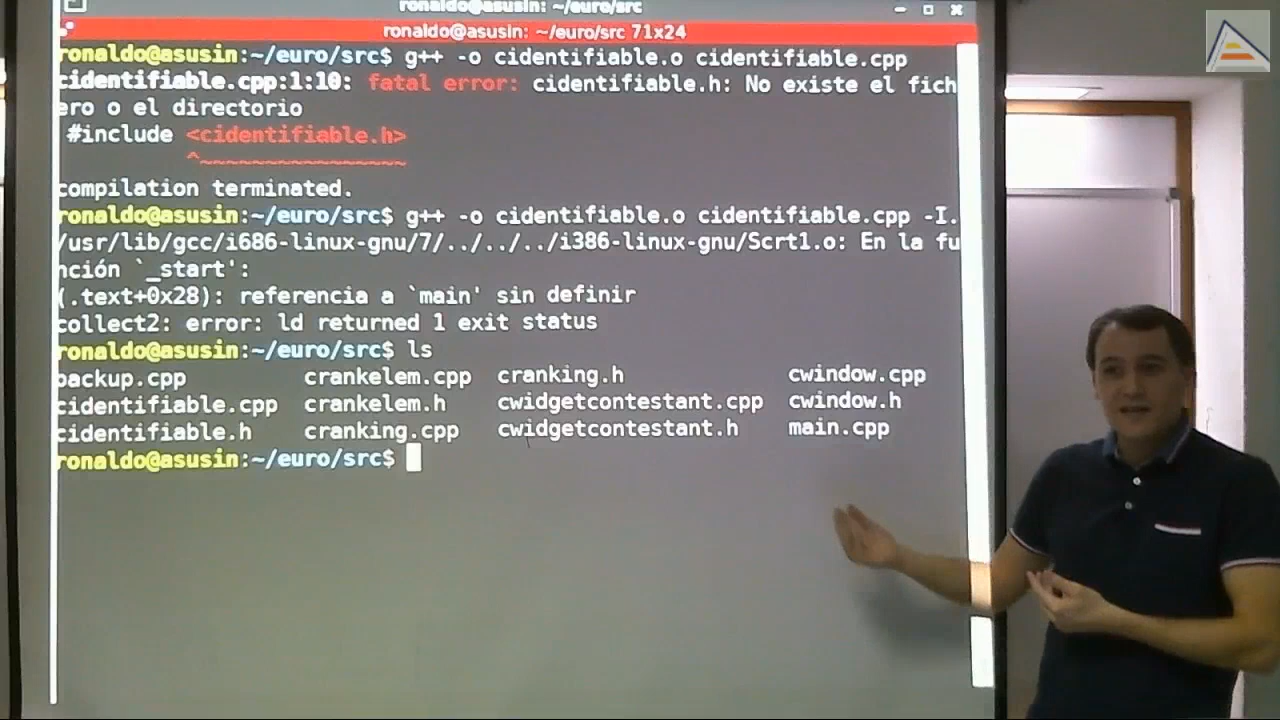 ronaldo@asusin: ~/euro/src
ronaldo@asusin: ~/euro/src 71x24
ronaldo@asusin:~/euro/src$ g++ -o cidentifiable.o cidentifiable.cpp
cidentifiable.cpp:1:10: fatal error: cidentifiable.h: No existe el fich
ero o el directorio
#include <cidentifiable.h>
^~~~~~~~~~~~~~~~~
compilation terminated.
ronaldo@asusin:~/euro/src$ g++ -o cidentifiable.o cidentifiable.cpp -I.
/usr/lib/gcc/i686-linux-gnu/7/../../../i386-linux-gnu/Scrt1.o: En la fu
nción `_start':
(.text+0x28): referencia a `main' sin definir
collect2: error: ld returned 1 exit status
ronaldo@asusin:~/euro/src$ ls
backup.cpp crankelem.cpp cranking.h cwindow.cpp
cidentifiable.cpp crankelem.h cwidgetcontestant.cpp cwindow.h
cidentifiable.h cranking.cpp cwidgetcontestant.h main.cpp
ronaldo@asusin:~/euro/src$